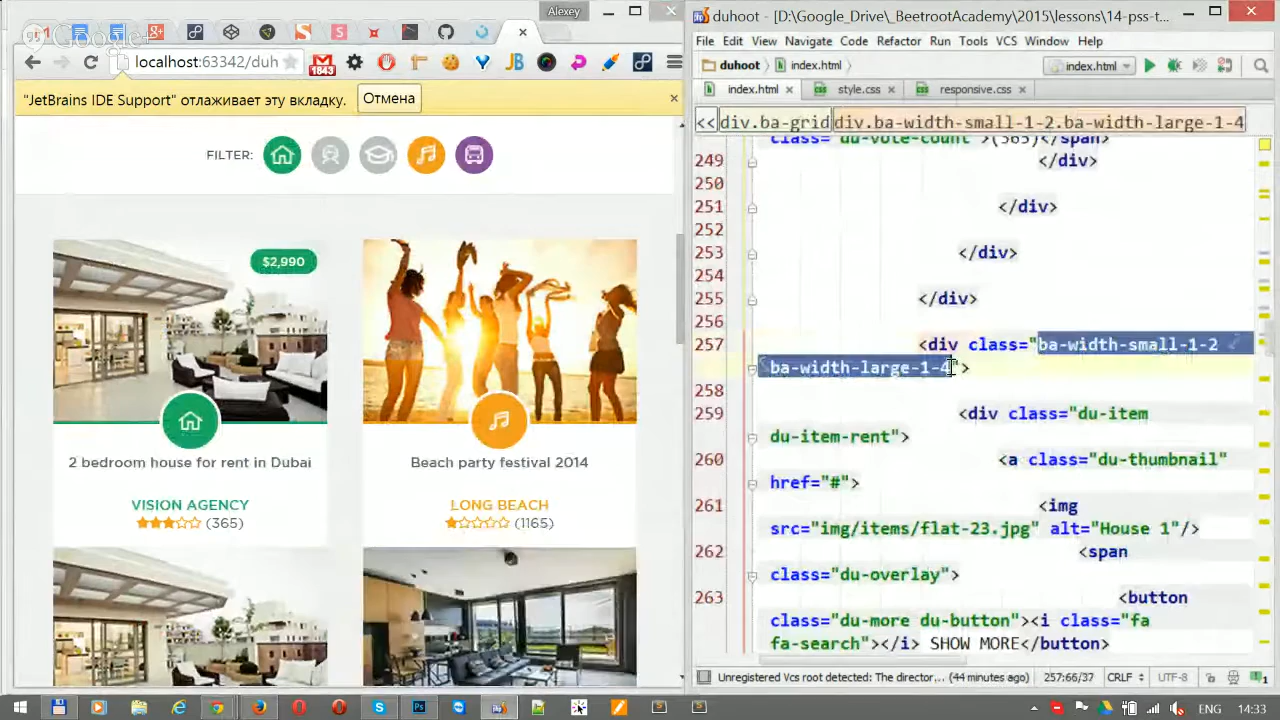 Alexey
Google+
localhost:63342/duh
1843
"JetBrains IDE Support" отлаживает эту вкладку.
Отмена
FILTER:
$2,990
2 bedroom house for rent in Dubai
VISION AGENCY
(365)
Beach party festival 2014
LONG BEACH
(1165)
duhoot - [D:\Google_Drive\_BeetrootAcademy\2015\lessons\14-pss-t...
File Edit View Navigate Code Refactor Run Tools VCS Window Help
duhoot index.html
index.html
index.html style.css responsive.css
<< div.ba-grid div.ba-width-small-1-2.ba-width-large-1-4
class="du-vote-count">(365)</span>
249 </div>
250
251 </div>
252
253 </div>
254
255 </div>
256
257 <div class="ba-width-small-1-2
ba-width-large-1-4">
258
259 <div class="du-item
du-item-rent">
260 <a class="du-thumbnail"
href="#">
261 <img
src="img/items/flat-23.jpg" alt="House 1"/>
262 <span
class="du-overlay">
263 <button
class="du-more du-button"><i class="fa
fa-search"></i> SHOW MORE</button>
Unregistered Vcs root detected: The director... (44 minutes ago) 257:66/37 CRLF UTF-8
ENG 14:33